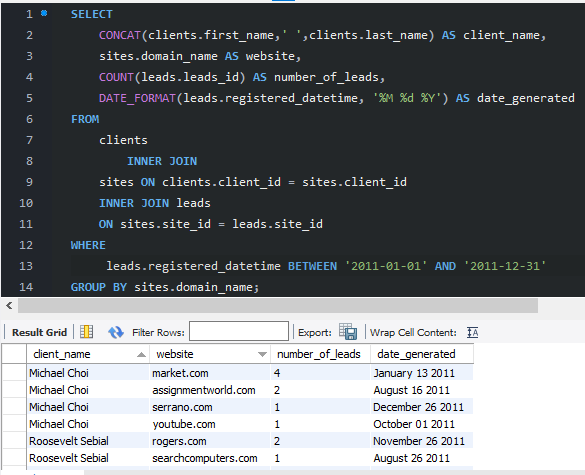 1 SELECT
2 CONCAT(clients.first_name,' ',clients.last_name) AS client_name,
3 sites.domain_name AS website,
4 COUNT(leads.leads_id) AS number_of_leads,
5 DATE_FORMAT(leads.registered_datetime, '%M %d %Y') AS date_generated
6 FROM
7 clients
8 INNER JOIN
9 sites ON clients.client_id = sites.client_id
10 INNER JOIN leads
11 ON sites.site_id = leads.site_id
12 WHERE
13 leads.registered_datetime BETWEEN '2011-01-01' AND '2011-12-31'
14 GROUP BY sites.domain_name;
Result Grid Filter Rows: Export: Wrap Cell Content:
client_name website number_of_leads date_generated
Michael Choi market.com 4 January 13 2011
Michael Choi assignmentworld.com 2 August 16 2011
Michael Choi serrano.com 1 December 26 2011
Michael Choi youtube.com 1 October 01 2011
Roosevelt Sebial rogers.com 2 November 26 2011
Roosevelt Sebial searchcomputers.com 1 August 26 2011